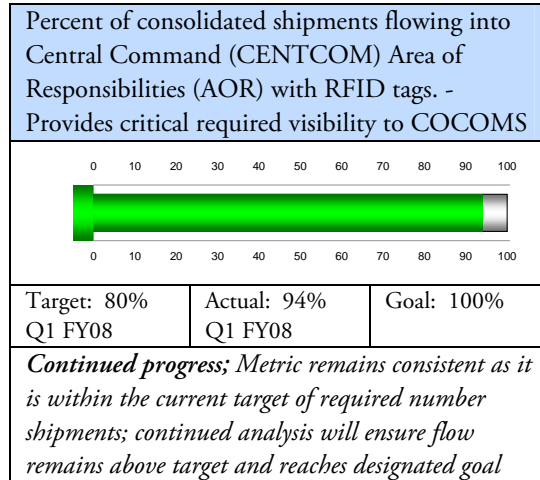 Percent of consolidated shipments flowing into
Central Command (CENTCOM) Area of
Responsibilities (AOR) with RFID tags. -
Provides critical required visibility to COCOMS
0 10 20 30 40 50 60 70 80 90 100
0 10 20 30 40 50 60 70 80 90 100
Target: 80%
Q1 FY08
Actual: 94%
Q1 FY08
Goal: 100%
Continued progress; Metric remains consistent as it
is within the current target of required number
shipments; continued analysis will ensure flow
remains above target and reaches designated goal